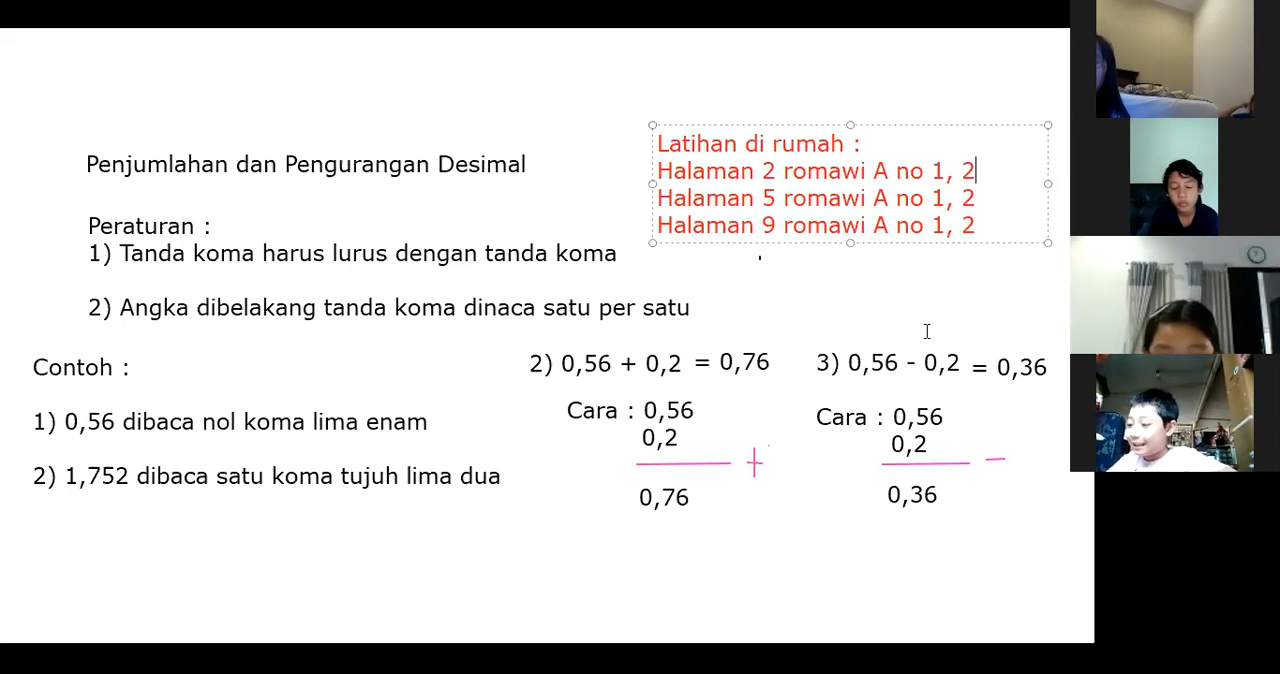 Penjumlahan dan Pengurangan Desimal
Latihan di rumah :
Halaman 2 romawi A no 1, 2
Halaman 5 romawi A no 1, 2
Halaman 9 romawi A no 1, 2
Peraturan :
1) Tanda koma harus lurus dengan tanda koma
2) Angka dibelakang tanda koma dinaca satu per satu
Contoh :
1) 0,56 dibaca nol koma lima enam
2) 1,752 dibaca satu koma tujuh lima dua
2) 0,56 + 0,2 = 0,76
Cara : 0,56
0,2
+
0,76
3) 0,56 - 0,2 = 0,36
Cara : 0,56
0,2
-
0,36